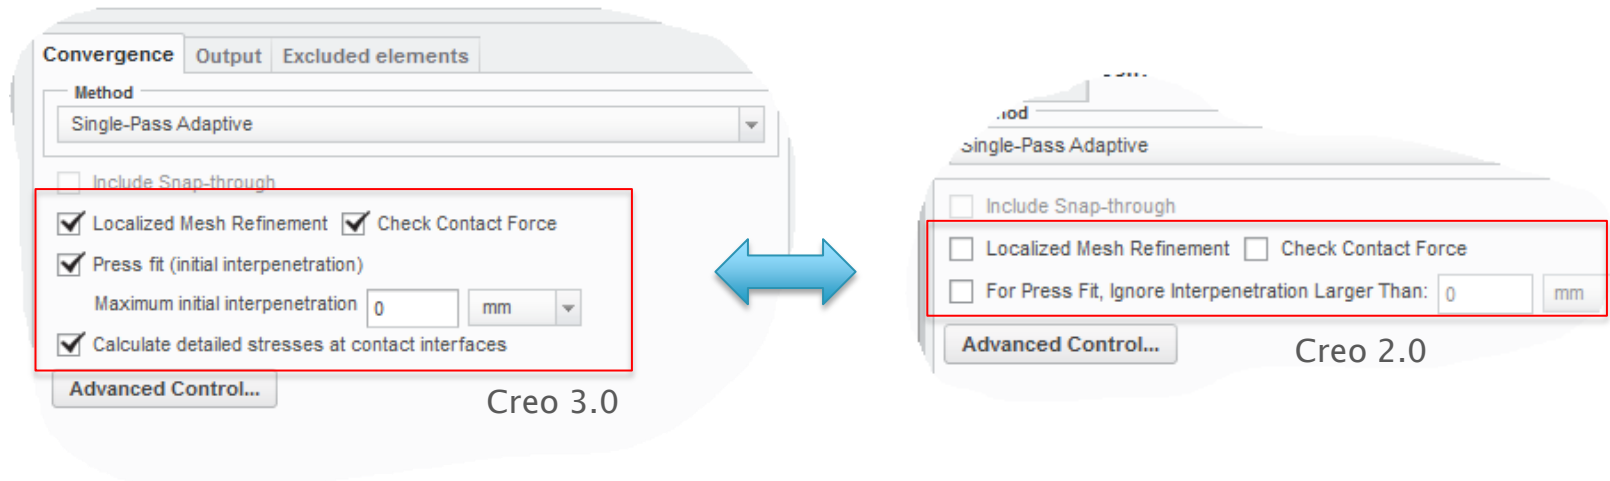 Convergence Output Excluded elements
Method
Single-Pass Adaptive
Include Snap-through
Localized Mesh Refinement Check Contact Force
Press fit (initial interpenetration)
Maximum initial interpenetration 0 mm
Calculate detailed stresses at contact interfaces
Advanced Control...
Creo 3.0
Single-Pass Adaptive
Include Snap-through
Localized Mesh Refinement Check Contact Force
For Press Fit, Ignore Interpenetration Larger Than: 0 mm
Advanced Control...
Creo 2.0